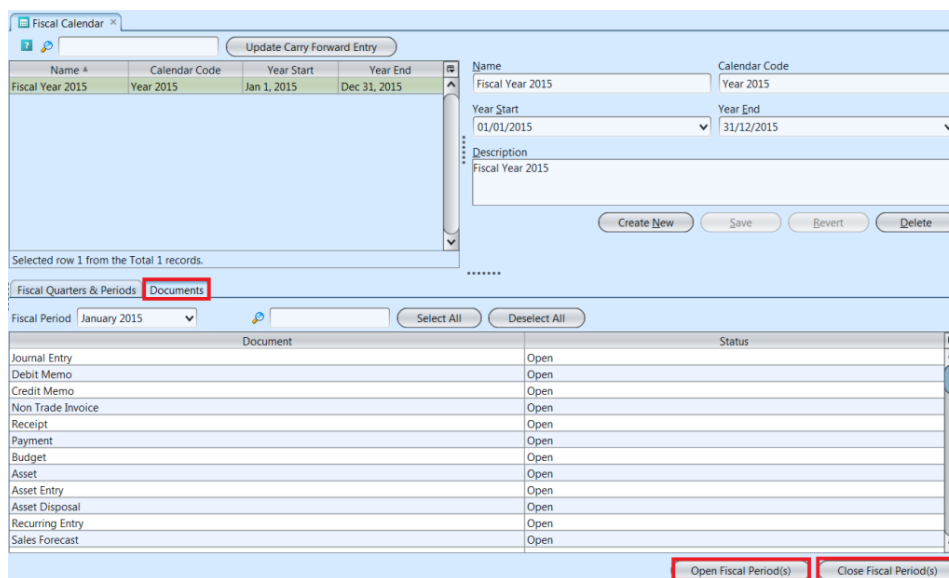 Fiscal Calendar
Update Carry Forward Entry
Name Calendar Code Year Start Year End
Fiscal Year 2015 Year 2015 Jan 1, 2015 Dec 31, 2015
Selected row 1 from the Total 1 records.
Name Calendar Code
Fiscal Year 2015 Year 2015
Year Start Year End
01/01/2015 31/12/2015
Description
Fiscal Year 2015
Create New Save Revert Delete
Fiscal Quarters & Periods Documents
Fiscal Period January 2015 Select All Deselect All
Document Status
Journal Entry Open
Debit Memo Open
Credit Memo Open
Non Trade Invoice Open
Receipt Open
Payment Open
Budget Open
Asset Open
Asset Entry Open
Asset Disposal Open
Recurring Entry Open
Sales Forecast Open
Open Fiscal Period(s) Close Fiscal Period(s)